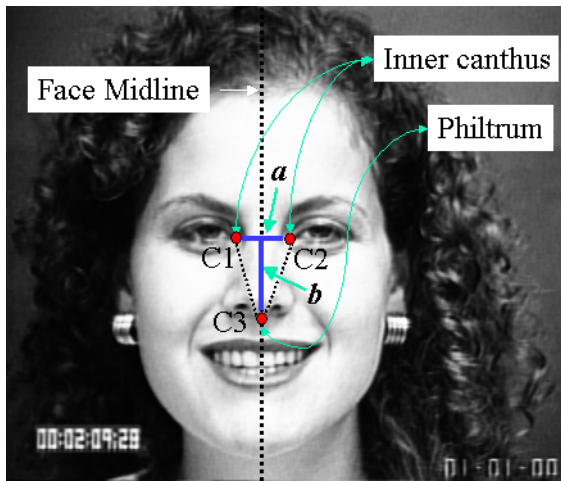 Inner canthus
Face Midline
Philtrum
a
C1
C2
b
C3
00:02:09:28
01-01-00